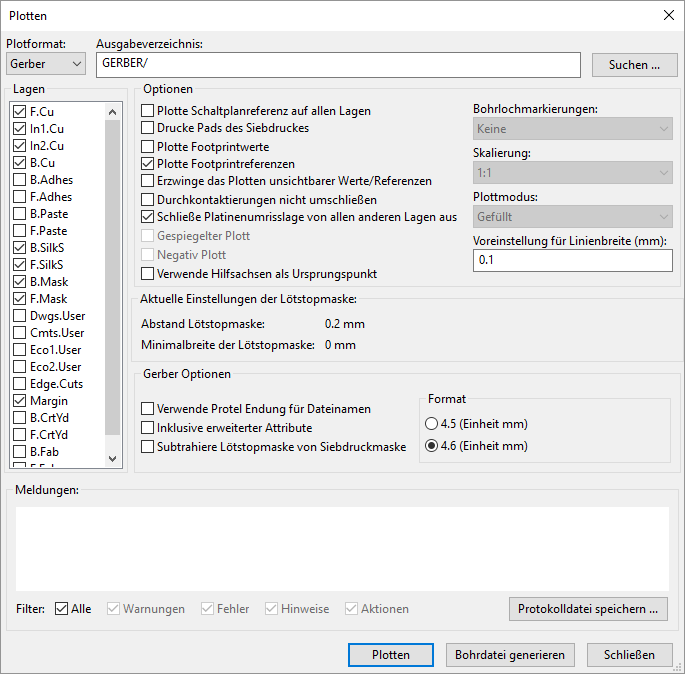 Plotten
Plotformat:
Ausgabeverzeichnis:
Gerber
GERBER/
Suchen ...
Lagen
F.Cu
In1.Cu
In2.Cu
B.Cu
B.Adhes
F.Adhes
B.Paste
F.Paste
B.SilkS
F.SilkS
B.Mask
F.Mask
Dwgs.User
Cmts.User
Eco1.User
Eco2.User
Edge.Cuts
Margin
B.CrtYd
F.CrtYd
B.Fab
Optionen
Plotte Schaltplanreferenz auf allen Lagen
Drucke Pads des Siebdruckes
Plotte Footprintwerte
Plotte Footprintreferenzen
Erzwinge das Plotten unsichtbarer Werte/Referenzen
Durchkontaktierungen nicht umschließen
Schließe Platinenumrisslage von allen anderen Lagen aus
Gespiegelter Plott
Negativ Plott
Verwende Hilfsachsen als Ursprungspunkt
Bohrlochmarkierungen:
Keine
Skalierung:
1:1
Plottmodus:
Gefüllt
Voreinstellung für Linienbreite (mm):
0.1
Aktuelle Einstellungen der Lötstopmaske:
Abstand Lötstopmaske: 0.2 mm
Minimalbreite der Lötstopmaske: 0 mm
Gerber Optionen
Verwende Protel Endung für Dateinamen
Inklusive erweiterter Attribute
Subtrahiere Lötstopmaske von Siebdruckmaske
Format
4.5 (Einheit mm)
4.6 (Einheit mm)
Meldungen:
Filter: Alle Warnungen Fehler Hinweise Aktionen
Protokolldatei speichern ...
Plotten
Bohrdatei generieren
Schließen